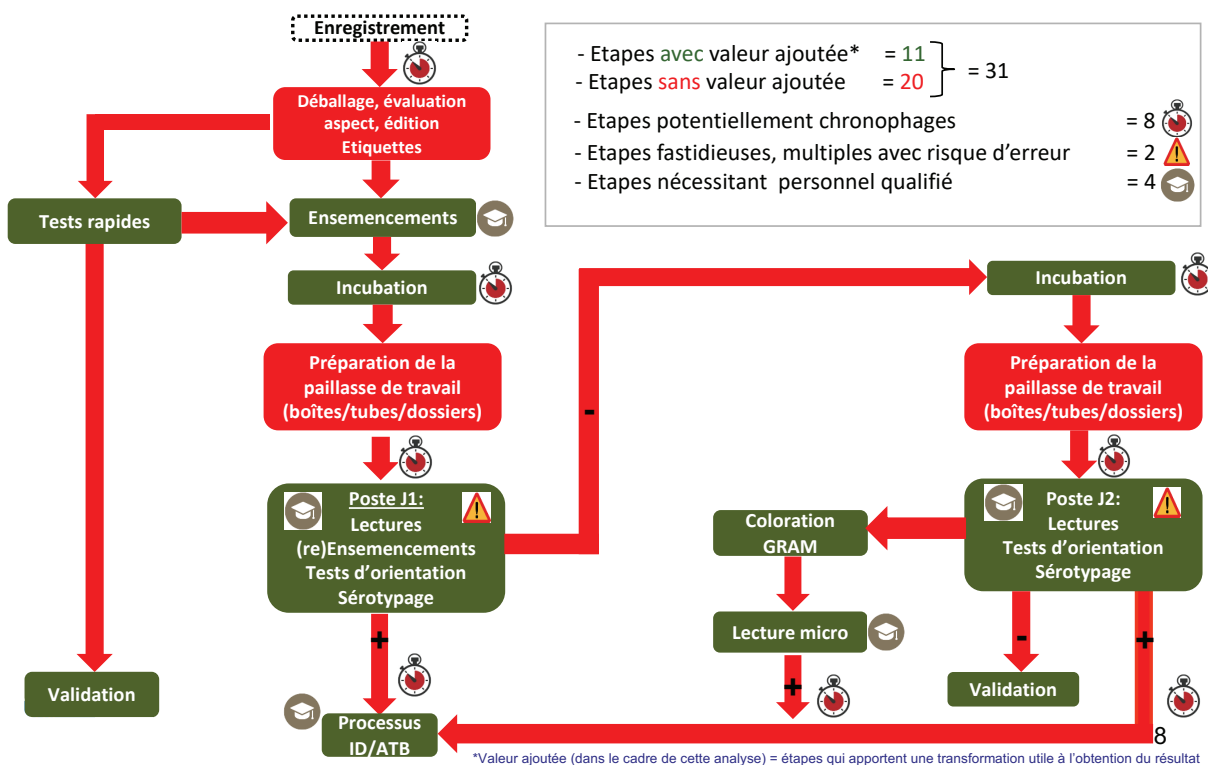 Enregistrement
- Etapes avec valeur ajoutée* = 11
- Etapes sans valeur ajoutée = 20
= 31
- Etapes potentiellement chronophages = 8
- Etapes fastidieuses, multiples avec risque d'erreur = 2
- Etapes nécessitant personnel qualifié = 4
Déballage, évaluation
aspect, édition
Etiquettes
Tests rapides
Ensemencements
Incubation
Préparation de la
paillasse de travail
(boîtes/tubes/dossiers)
Poste J1:
Lectures
(re)Ensemencements
Tests d'orientation
Sérotypage
-
+
Incubation
Préparation de la
paillasse de travail
(boîtes/tubes/dossiers)
Poste J2:
Lectures
Tests d'orientation
Sérotypage
Coloration
GRAM
Lecture micro
+
-
+
Validation
Validation
Processus
ID/ATB
8
*Valeur ajoutée (dans le cadre de cette analyse) = étapes qui apportent une transformation utile à l'obtention du résultat